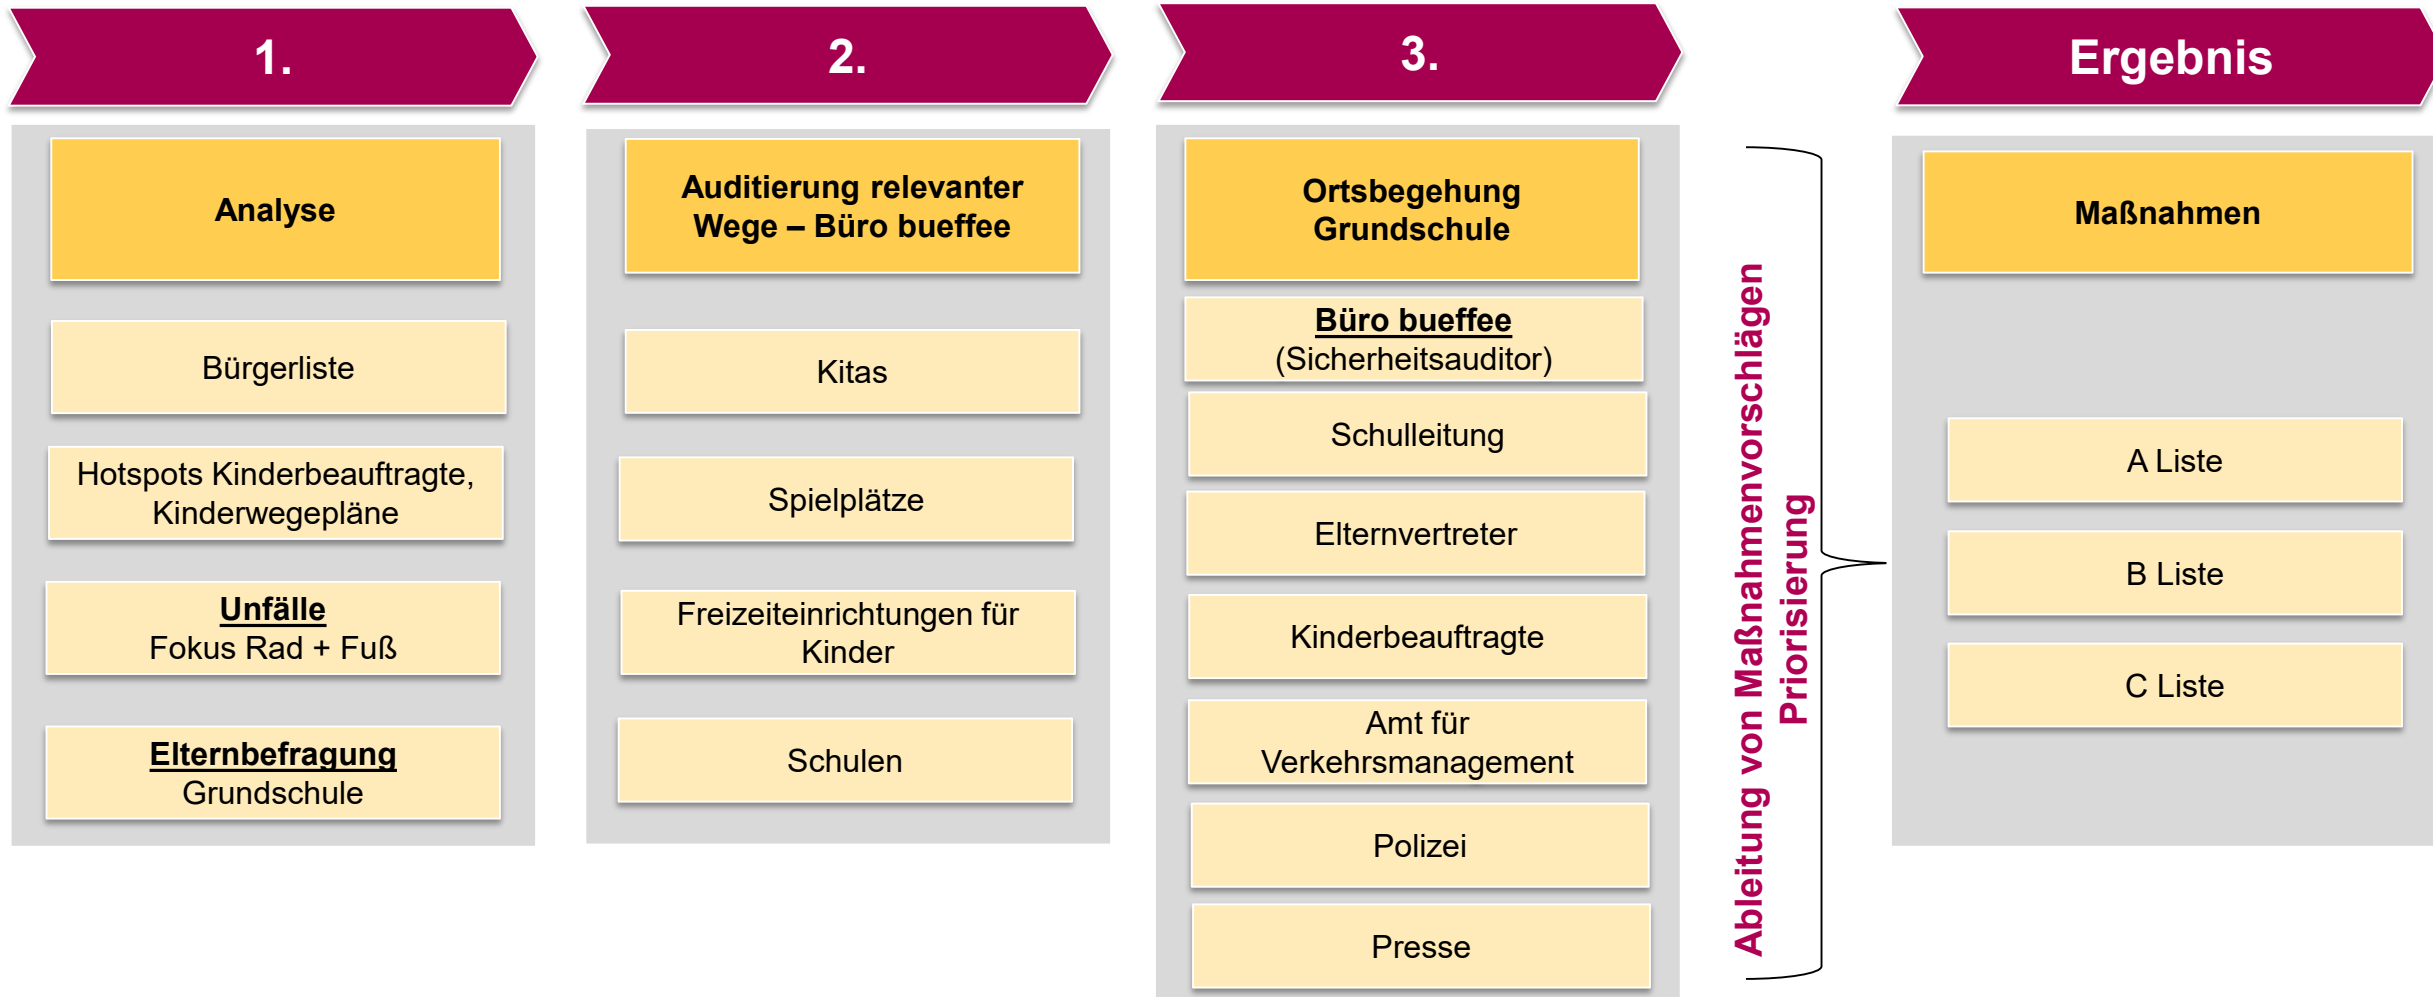 1.
Analyse
Bürgerliste
Hotspots Kinderbeauftragte,
Kinderwegepläne
Unfälle
Fokus Rad + Fuß
Elternbefragung
Grundschule
2.
Auditierung relevanter
Wege – Büro bueffee
Kitas
Spielplätze
Freizeiteinrichtungen für
Kinder
Schulen
3.
Ortsbegehung
Grundschule
Büro bueffee
(Sicherheitsauditor)
Schulleitung
Elternvertreter
Kinderbeauftragte
Amt für
Verkehrsmanagement
Polizei
Presse
Ableitung von Maßnahmenvorschlägen
Priorisierung
Ergebnis
Maßnahmen
A Liste
B Liste
C Liste